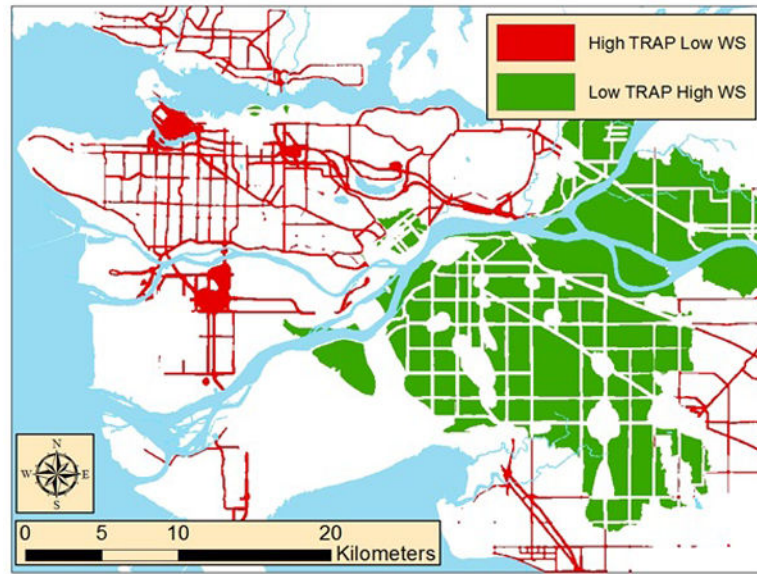 High TRAP Low WS
Low TRAP High WS
N
W E
S
0 5 10 20
Kilometers